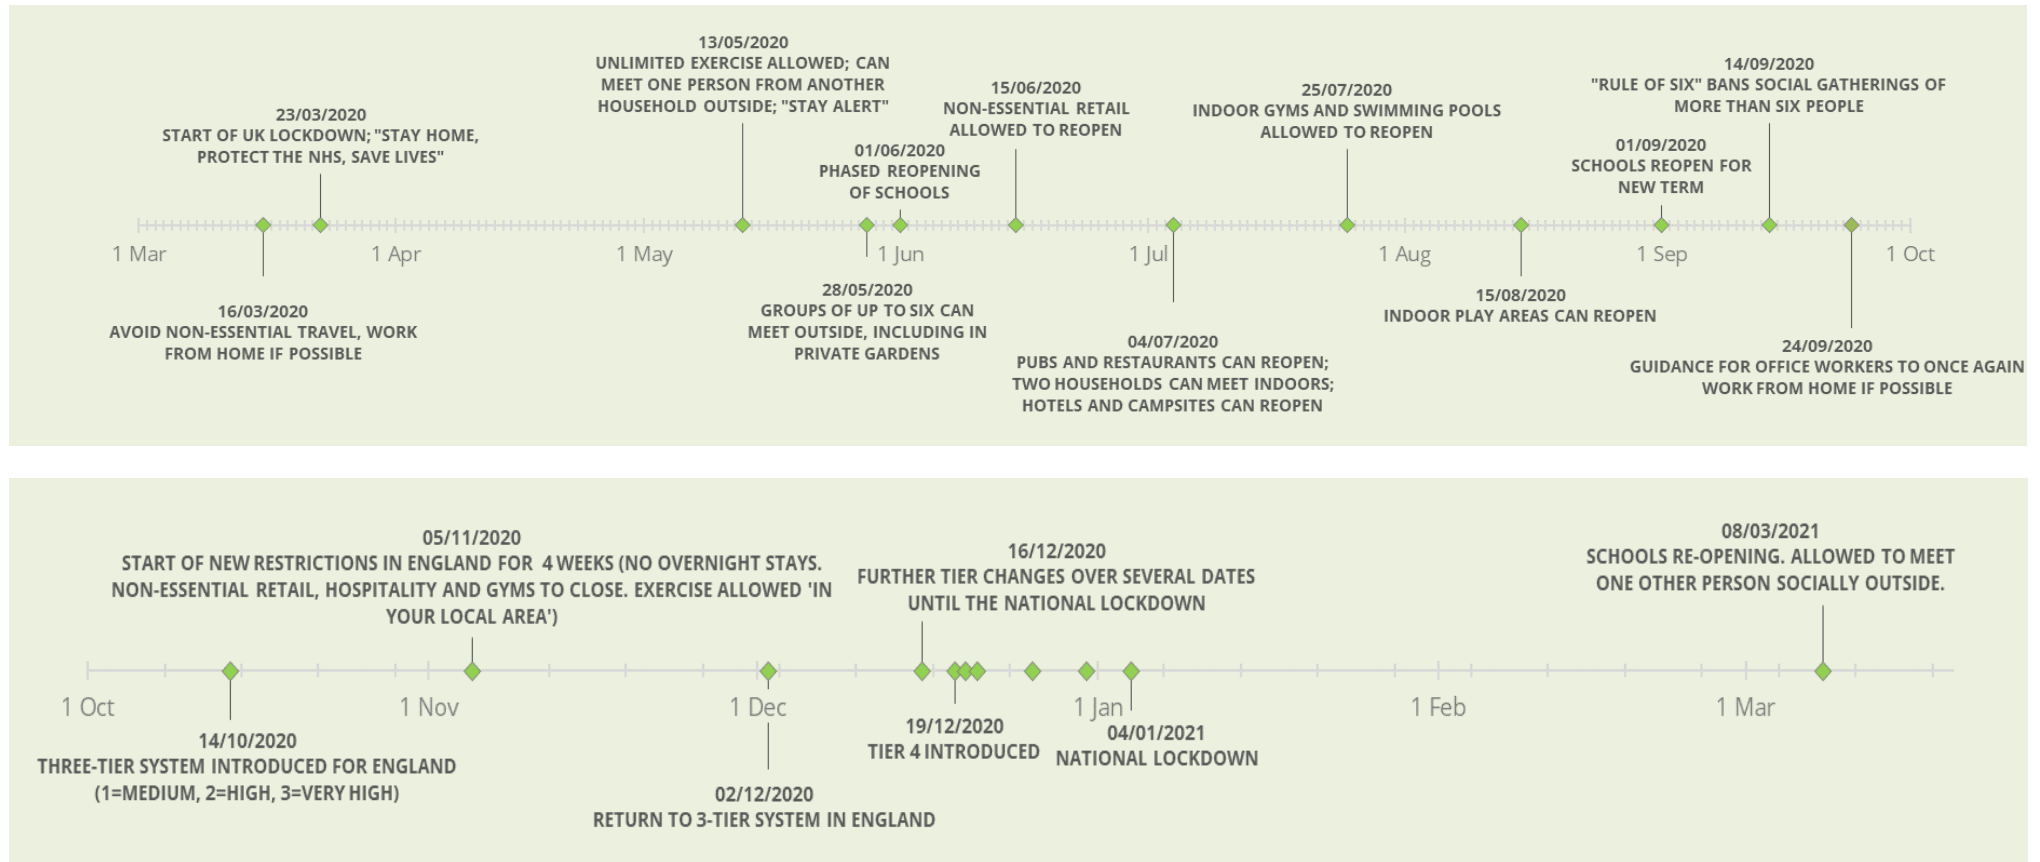 13/05/2020
UNLIMITED EXERCISE ALLOWED; CAN
MEET ONE PERSON FROM ANOTHER
HOUSEHOLD OUTSIDE; "STAY ALERT"
14/09/2020
"RULE OF SIX" BANS SOCIAL GATHERINGS OF
MORE THAN SIX PEOPLE
15/06/2020
NON-ESSENTIAL RETAIL
ALLOWED TO REOPEN
25/07/2020
INDOOR GYMS AND SWIMMING POOLS
ALLOWED TO REOPEN
23/03/2020
START OF UK LOCKDOWN; "STAY HOME,
PROTECT THE NHS, SAVE LIVES"
01/06/2020
PHASED REOPENING
OF SCHOOLS
01/09/2020
SCHOOLS REOPEN FOR
NEW TERM
1 Mar
1 Apr
1 May
1 Jun
1 Jul
1 Aug
1 Sep
1 Oct
16/03/2020
AVOID NON-ESSENTIAL TRAVEL, WORK
FROM HOME IF POSSIBLE
28/05/2020
GROUPS OF UP TO SIX CAN
MEET OUTSIDE, INCLUDING IN
PRIVATE GARDENS
04/07/2020
PUBS AND RESTAURANTS CAN REOPEN;
TWO HOUSEHOLDS CAN MEET INDOORS;
HOTELS AND CAMPSITES CAN REOPEN
15/08/2020
INDOOR PLAY AREAS CAN REOPEN
24/09/2020
GUIDANCE FOR OFFICE WORKERS TO ONCE AGAIN
WORK FROM HOME IF POSSIBLE
05/11/2020
START OF NEW RESTRICTIONS IN ENGLAND FOR 4 WEEKS (NO OVERNIGHT STAYS.
NON-ESSENTIAL RETAIL, HOSPITALITY AND GYMS TO CLOSE. EXERCISE ALLOWED 'IN
YOUR LOCAL AREA')
16/12/2020
FURTHER TIER CHANGES OVER SEVERAL DATES
UNTIL THE NATIONAL LOCKDOWN
08/03/2021
SCHOOLS RE-OPENING. ALLOWED TO MEET
ONE OTHER PERSON SOCIALLY OUTSIDE.
1 Oct
1 Nov
1 Dec
1 Jan
1 Feb
1 Mar
14/10/2020
THREE-TIER SYSTEM INTRODUCED FOR ENGLAND
(1=MEDIUM, 2=HIGH, 3=VERY HIGH)
02/12/2020
RETURN TO 3-TIER SYSTEM IN ENGLAND
19/12/2020
TIER 4 INTRODUCED
04/01/2021
NATIONAL LOCKDOWN